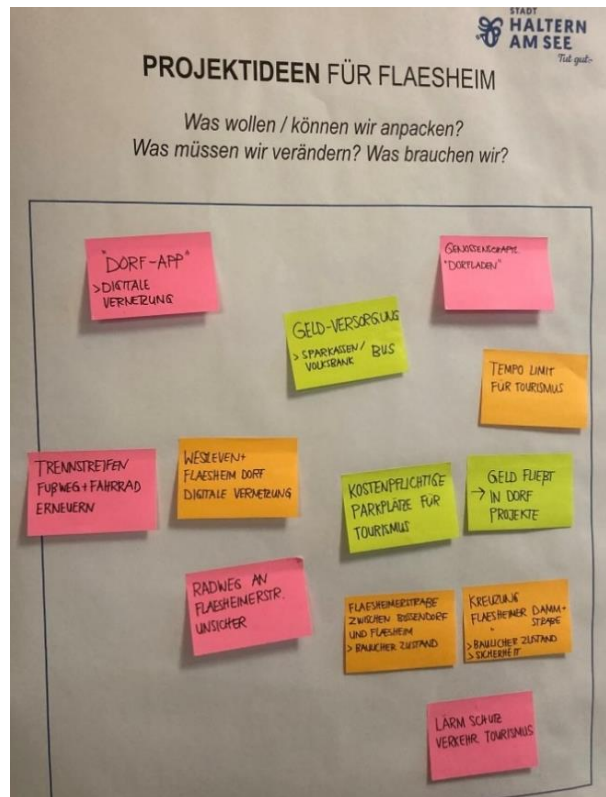 STADT
HALTERN
AM SEE
Tut gut.
PROJEKTIDEEN FÜR FLAESHEIM
Was wollen / können wir anpacken?
Was müssen wir verändern? Was brauchen wir?
"DORF-APP"
> DIGITALE
VERNETZUNG
GENOSSENSCHAFTL.
"DORFLADEN"
GELD-VERSORGUNG
> SPARKASSEN/ BUS
VOLKSBANK
TEMPO LIMIT
FÜR TOURISMUS
TRENNSTREIFEN
FUẞWEG+FAHRRAD
ERNEUERN
WESLEVEN+
FLAESHEIM DORF
DIGITALE VERNETZUNG
KOSTENPFLICHTIGE
PARKPLÄTZE FÜR
TOURISMUS
GELD FLIEẞT
→ IN DORF
PROJEKTE
RADWEG AN
FLAESHEIMERSTR.
UNSICHER
FLAESHEIMERSTRAẞE
ZWISCHEN BOSSENDORF
UND FLAESHEIM
> BAULICHER ZUSTAND
KREUZUNG
FLAESHEIMER DAMM+
" STRAẞE
> BAULICHER ZUSTAND
> SICHERHEIT
LÄRM SCHUTZ
VERKEHR TOURISMUS